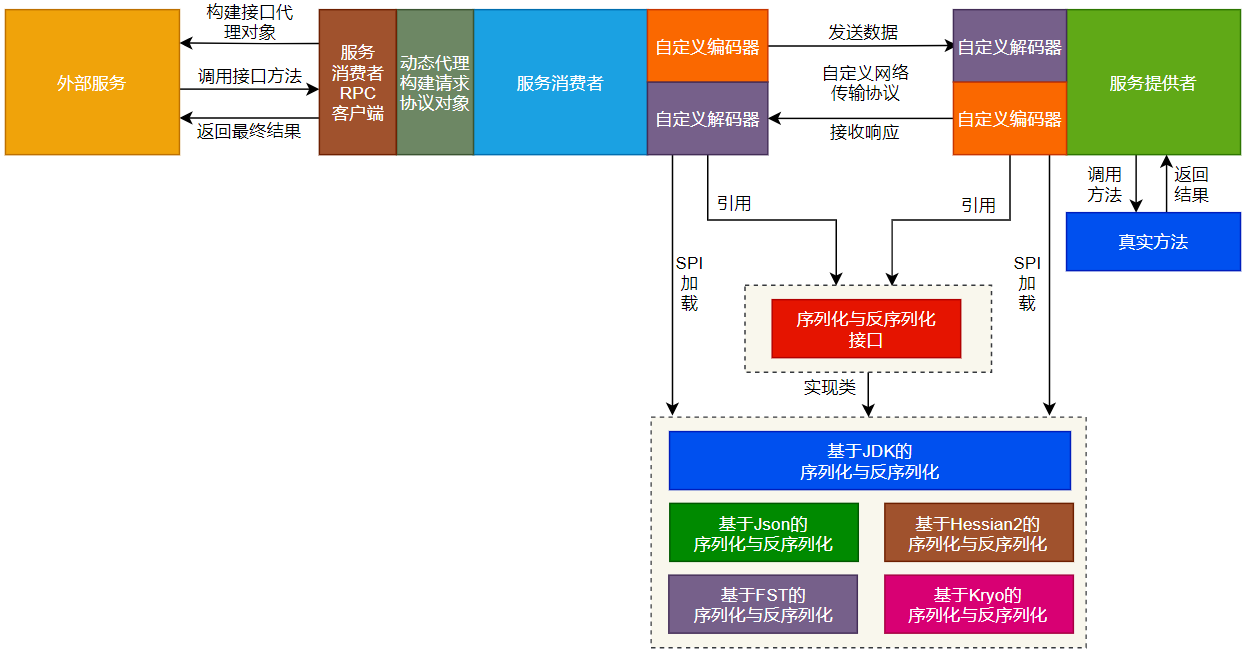 外部服务
构建接口代
理对象
调用接口方法
返回最终结果
服务
消费者
RPC
客户端
动态代理
构建请求
协议对象
服务消费者
自定义编码器
自定义解码器
发送数据
自定义网络
传输协议
接收响应
自定义解码器
自定义编码器
服务提供者
调用
方法
返回
结果
真实方法
引用
引用
SPI
加
载
SPI
加
载
序列化与反序列化
接口
实现类
基于JDK的
序列化与反序列化
基于Json的
序列化与反序列化
基于Hessian2的
序列化与反序列化
基于FST的
序列化与反序列化
基于Kryo的
序列化与反序列化